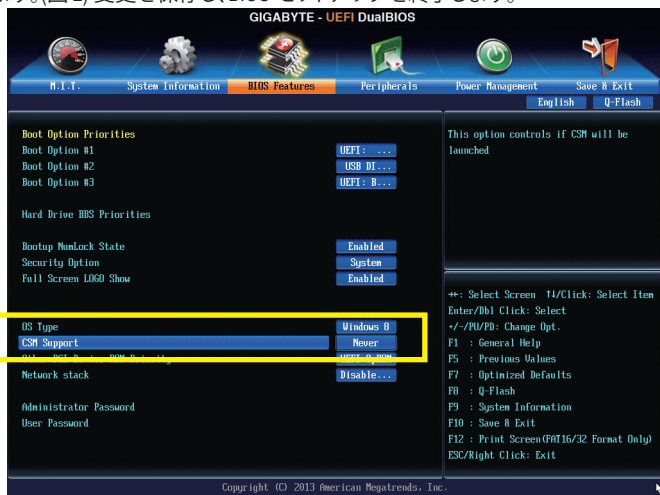 GIGABYTE - UEFI DualBIOS
M.I.T. System Information BIOS Features Peripherals Power Management Save & Exit
English Q-Flash
Boot Option Priorities
Boot Option #1 UEFI: ...
Boot Option #2 USB DI...
Boot Option #3 UEFI: B...
Hard Drive BBS Priorities
Bootup NumLock State Enabled
Security Option System
Full Screen LOGO Show Enabled
OS Type Windows 8
CSM Support Never
Network stack Disable...
Administrator Password
User Password
This option controls if CSM will be
launched
→←: Select Screen ↑↓/Click: Select Item
Enter/Dbl Click: Select
+/-/PU/PD: Change Opt.
F1 : General Help
F5 : Previous Values
F7 : Optimized Defaults
F8 : Q-Flash
F9 : System Information
F10 : Save & Exit
F12 : Print Screen(FAT16/32 Format Only)
ESC/Right Click: Exit
Copyright (C) 2013 American Megatrends, Inc.